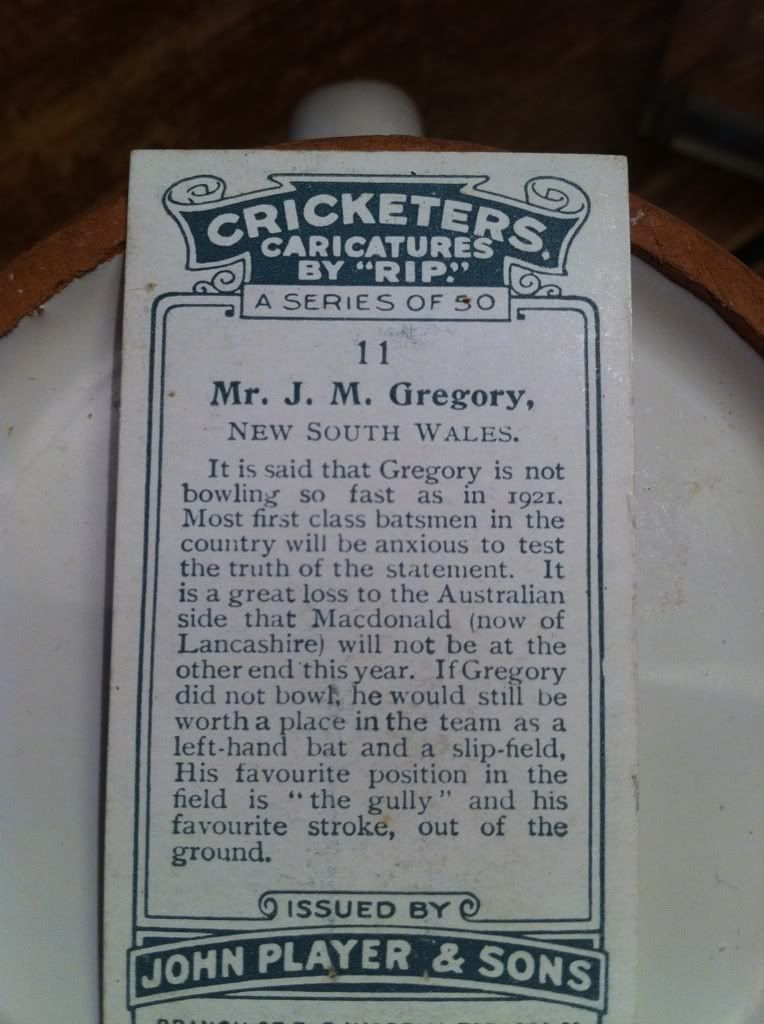 CRICKETERS,
CARICATURES
BY "RIP."
A SERIES OF 50
11
Mr. J. M. Gregory,
NEW SOUTH WALES.
It is said that Gregory is not
bowling so fast as in 1921.
Most first class batsmen in the
country will be anxious to test
the truth of the statement. It
is a great loss to the Australian
side that Macdonald (now of
Lancashire) will not be at the
other end this year. If Gregory
did not bowl, he would still be
worth a place in the team as a
left-hand bat and a slip-field,
His favourite position in the
field is "the gully" and his
favourite stroke, out of the
ground.
ISSUED BY
JOHN PLAYER & SONS